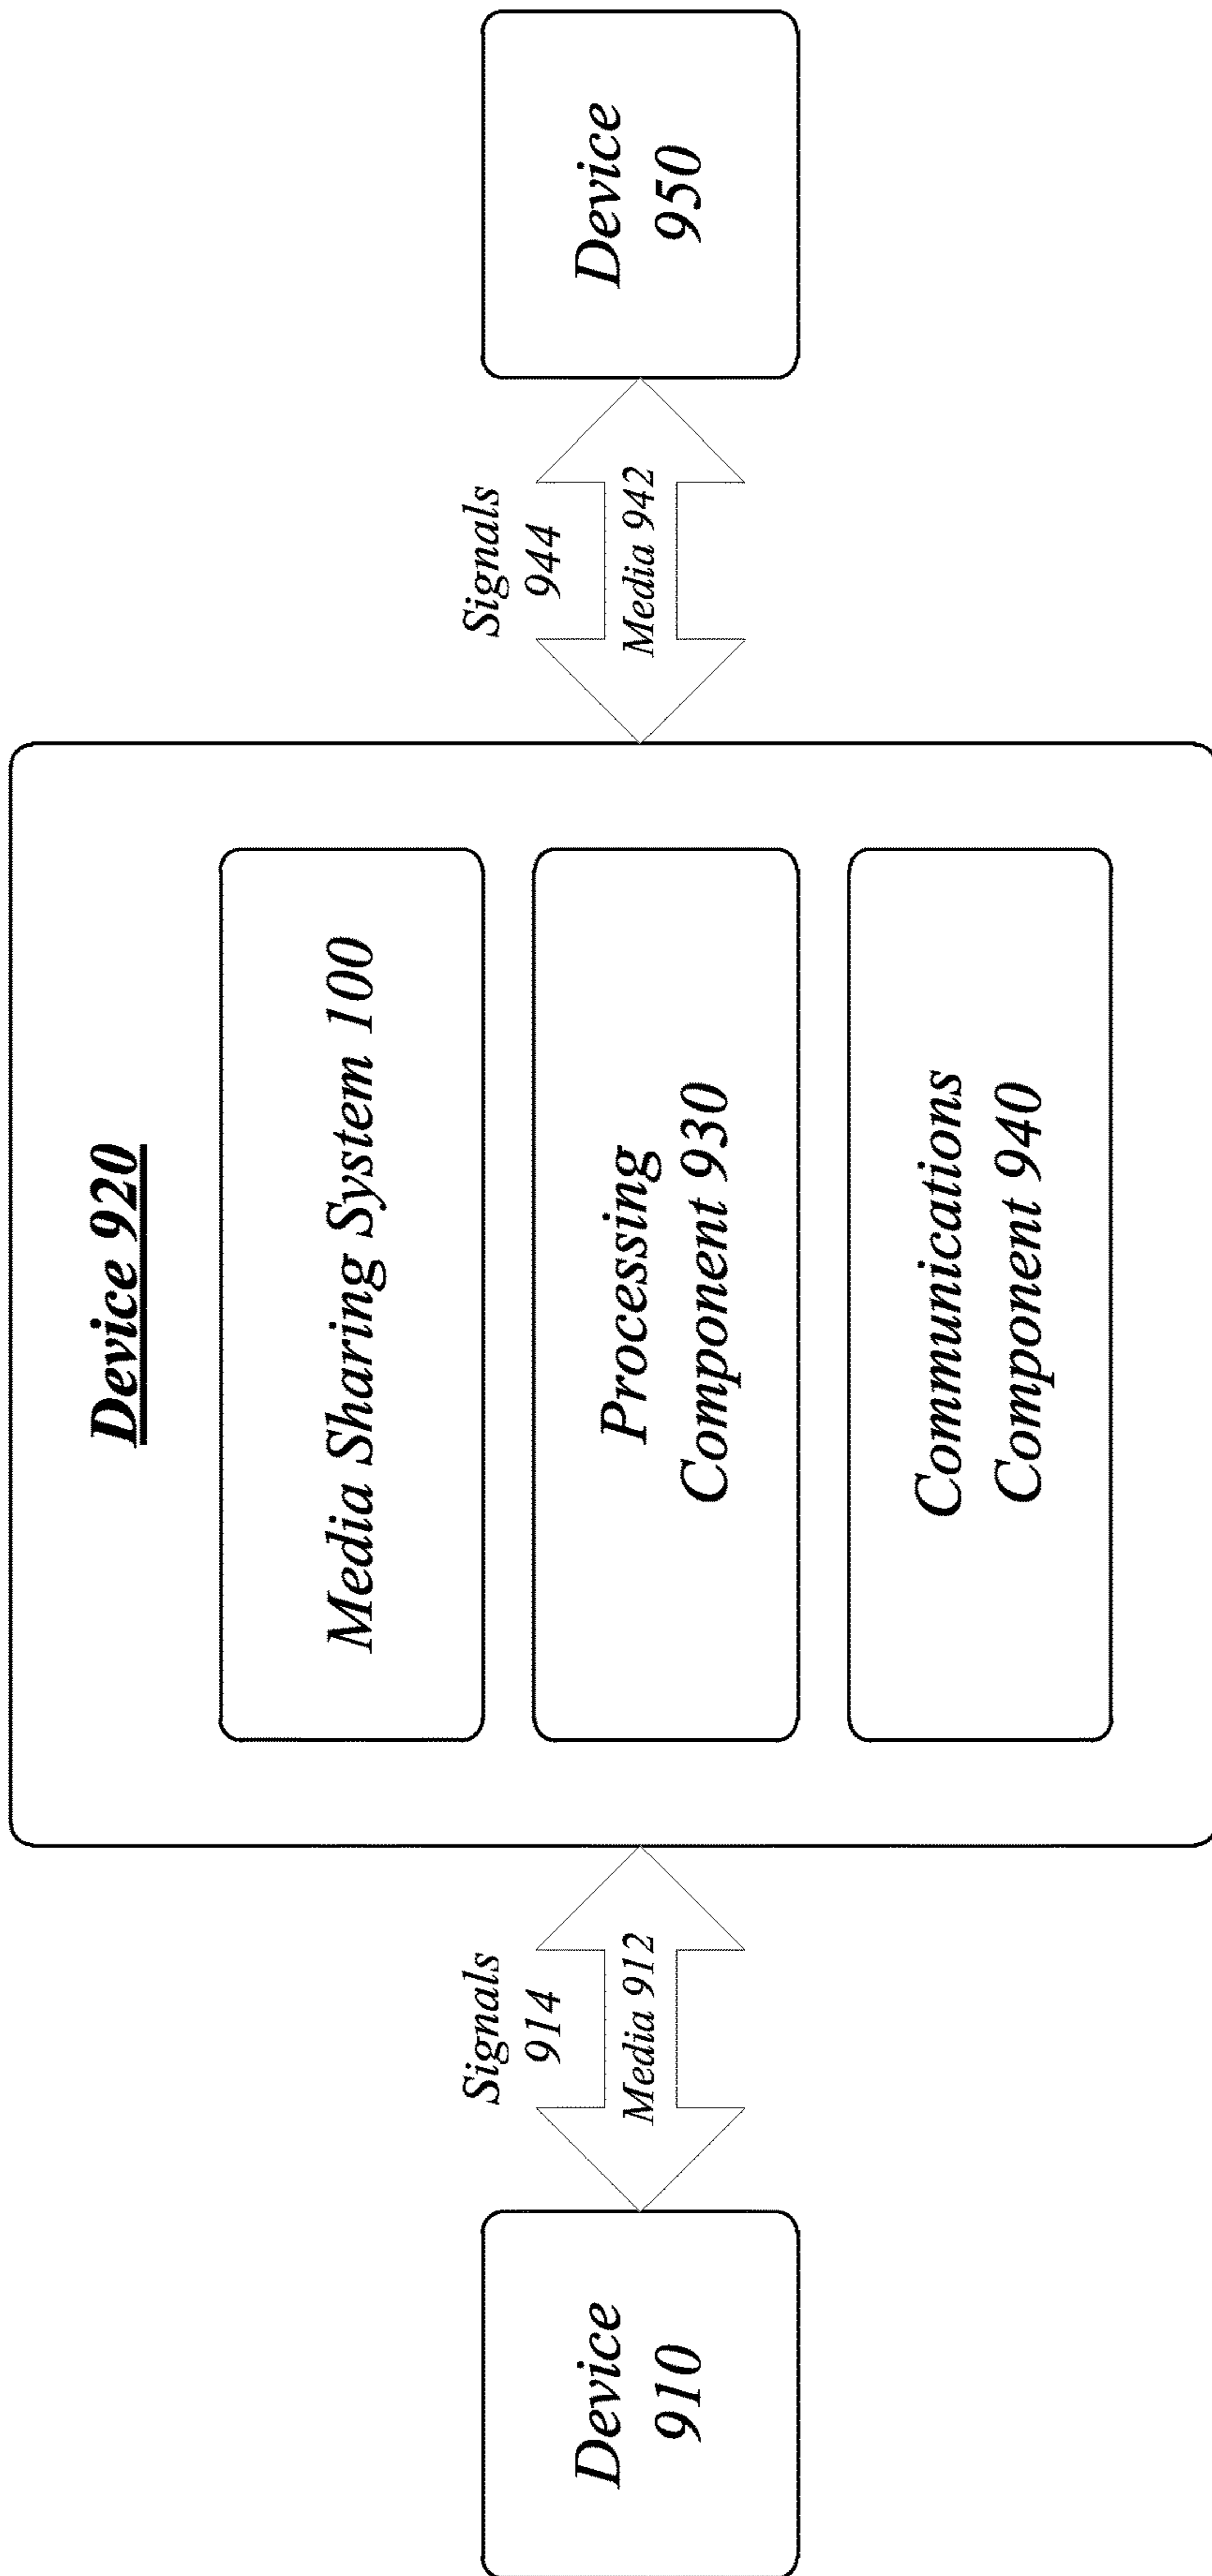 Device 920
Media Sharing System 100
Processing
Component 930
Communications
Component 940
Device
910
Signals
914
Media 912
Signals
944
Media 942
Device
950